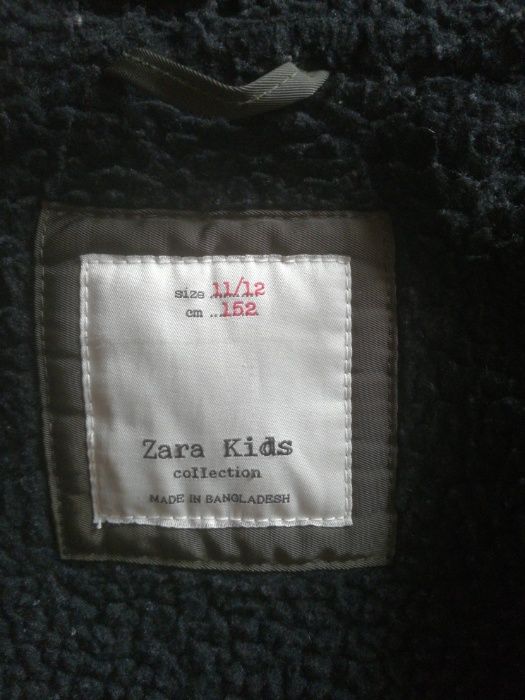 size 11/12
cm ..152
Zara Kids
collection
MADE IN BANGLADESH